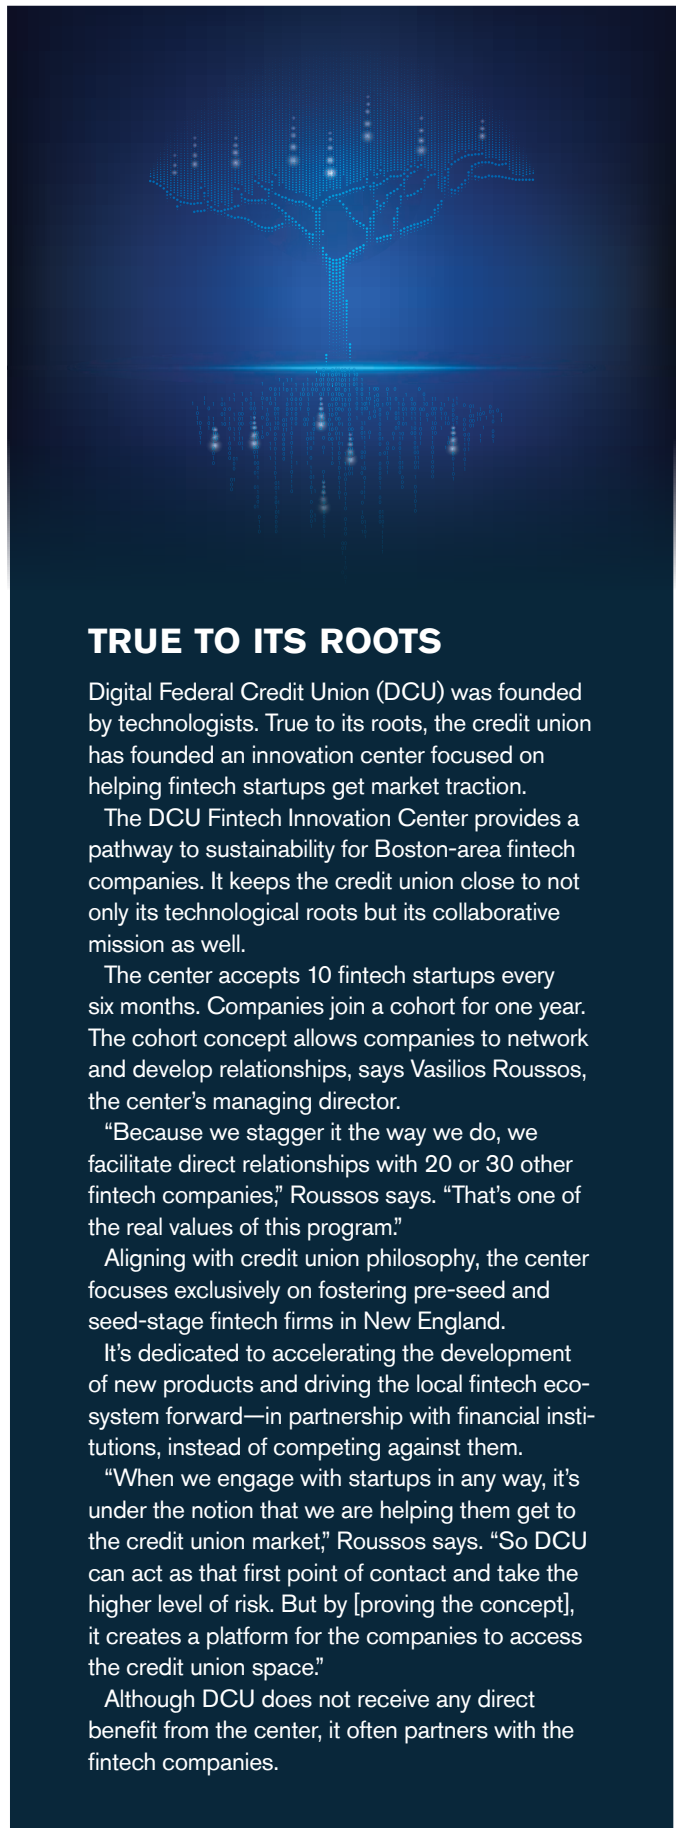 TRUE TO ITS ROOTS
Digital Federal Credit Union (DCU) was founded
by technologists. True to its roots, the credit union
has founded an innovation center focused on
helping fintech startups get market traction.
The DCU Fintech Innovation Center provides a
pathway to sustainability for Boston-area fintech
companies. It keeps the credit union close to not
only its technological roots but its collaborative
mission as well.
The center accepts 10 fintech startups every
six months. Companies join a cohort for one year.
The cohort concept allows companies to network
and develop relationships, says Vasilios Roussos,
the center’s managing director.
“Because we stagger it the way we do, we
facilitate direct relationships with 20 or 30 other
fintech companies,” Roussos says. “That’s one of
the real values of this program.”
Aligning with credit union philosophy, the center
focuses exclusively on fostering pre-seed and
seed-stage fintech firms in New England.
It’s dedicated to accelerating the development
of new products and driving the local fintech eco-
system forward—in partnership with financial insti-
tutions, instead of competing against them.
“When we engage with startups in any way, it’s
under the notion that we are helping them get to
the credit union market,” Roussos says. “So DCU
can act as that first point of contact and take the
higher level of risk. But by [proving the concept],
it creates a platform for the companies to access
the credit union space.”
Although DCU does not receive any direct
benefit from the center, it often partners with the
fintech companies.